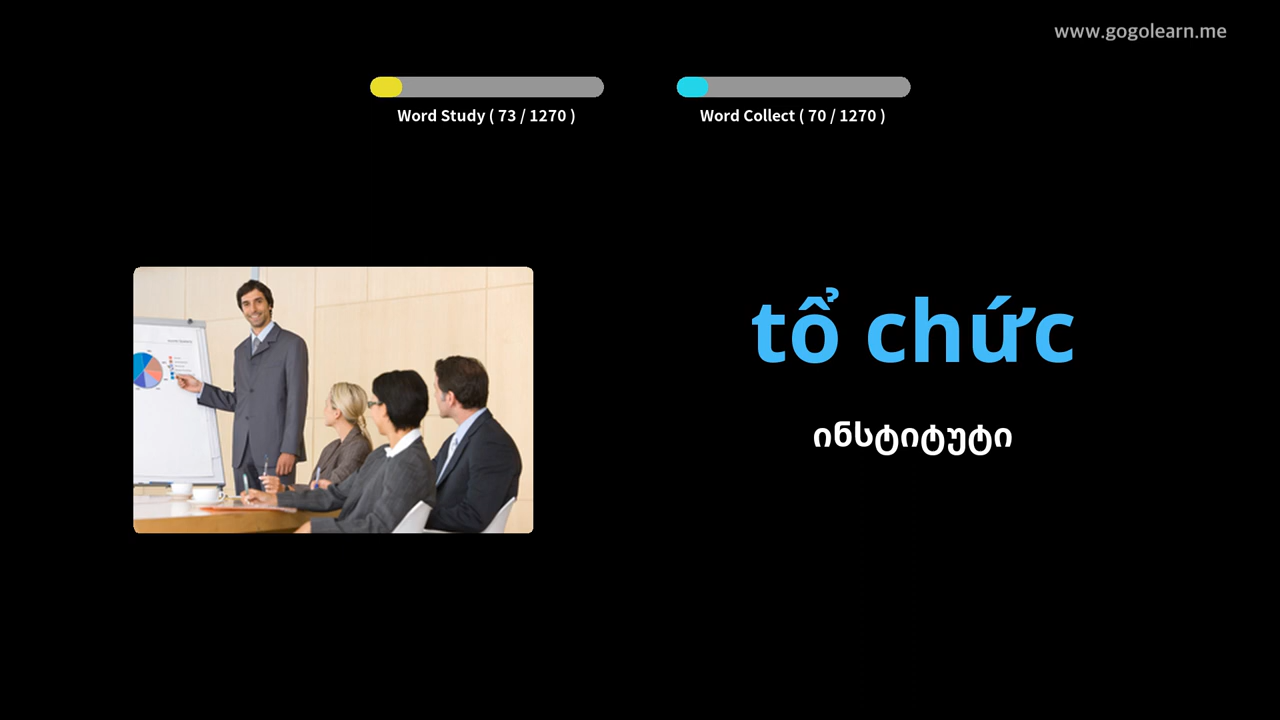 www.gogolearn.me
Word Study ( 73 / 1270 )
Word Collect ( 70 / 1270 )
tổ chức
ინსტიტუტი